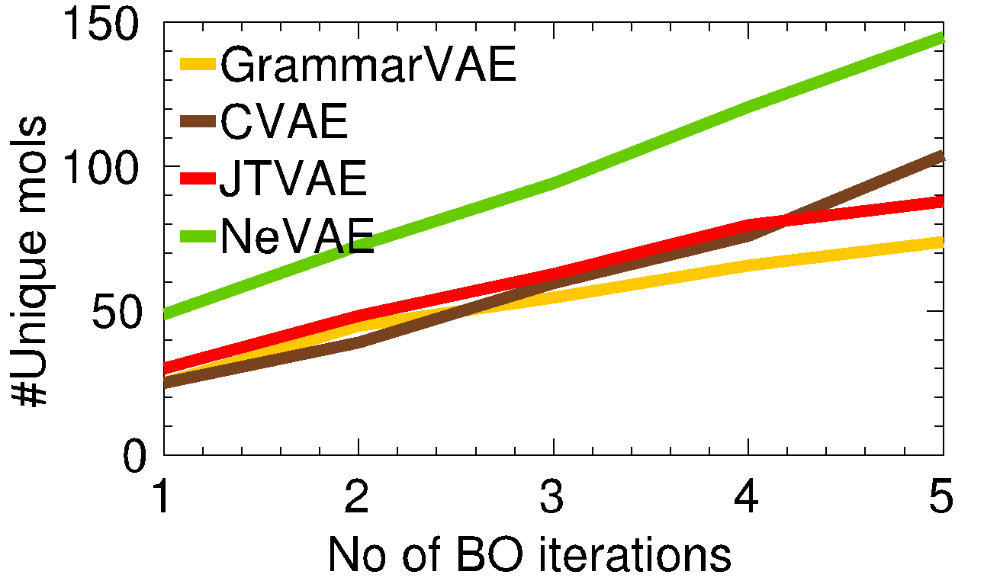 150
100
50
0
#Unique mols
GrammarVAE
CVAE
JTVAE
NeVAE
1 2 3 4 5
No of BO iterations